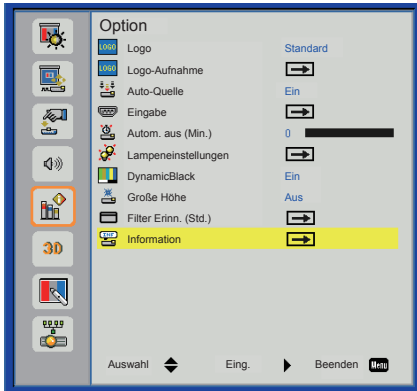 Option
LOGO Logo Standard
LOGO Logo-Aufnahme
Auto-Quelle Ein
Eingabe
Autom. aus (Min.) 0
Lampeneinstellungen
DynamicBlack Ein
Große Höhe Aus
Filter Erinn. (Std.)
Information
3D
Auswahl Eing. Beenden Menu